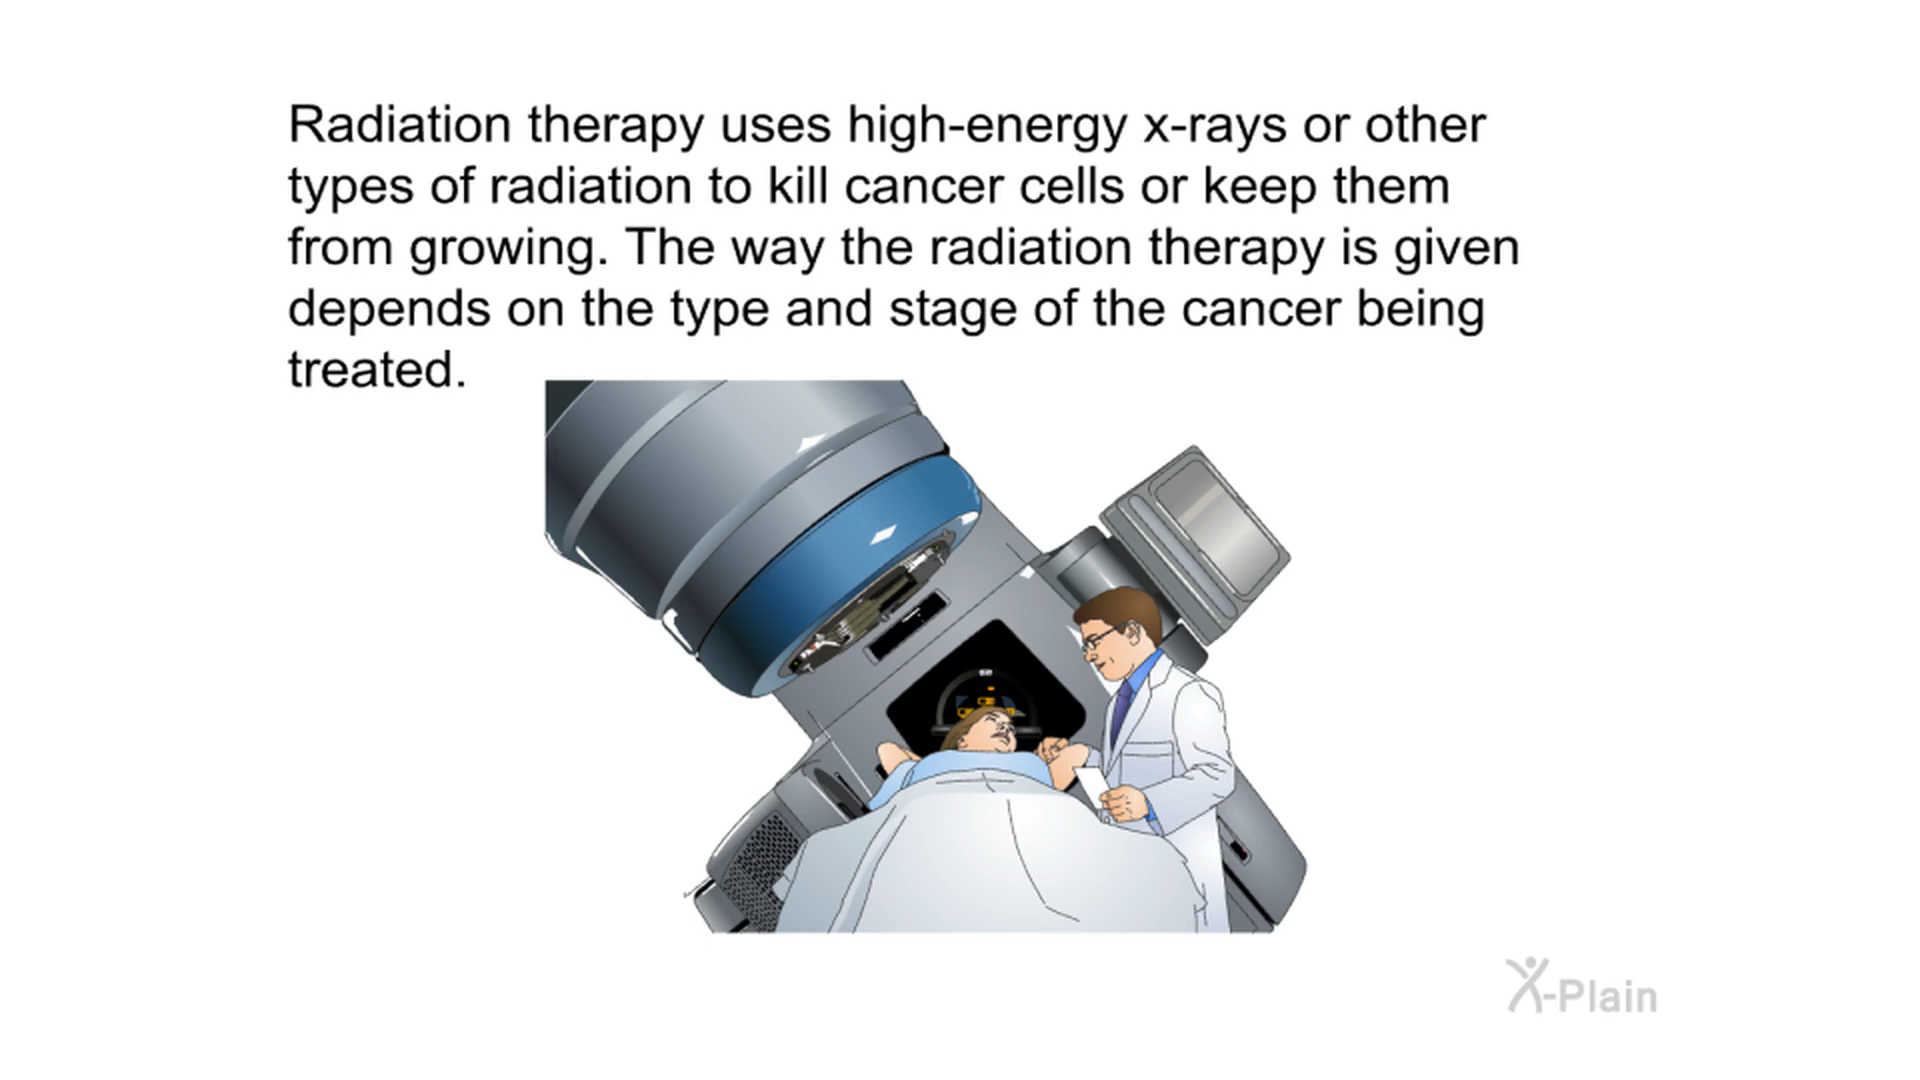 Radiation therapy uses high-energy x-rays or other
types of radiation to kill cancer cells or keep them
from growing. The way the radiation therapy is given
depends on the type and stage of the cancer being
treated.
X-Plain